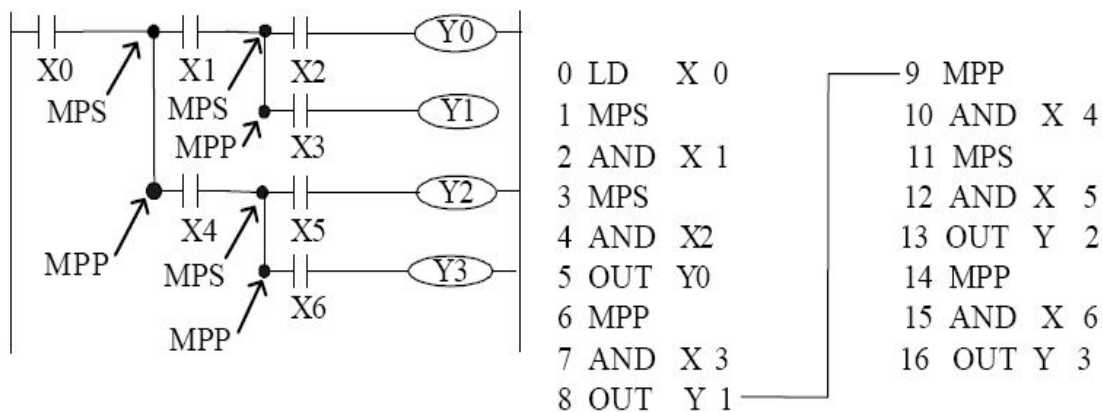 Y0
X0
X1
X2
MPS
MPS
Y1
MPP
X3
Y2
X4
X5
MPP
MPS
Y3
X6
MPP
0 LD X 0
1 MPS
2 AND X 1
3 MPS
4 AND X2
5 OUT Y0
6 MPP
7 AND X 3
8 OUT Y 1
9 MPP
10 AND X 4
11 MPS
12 AND X 5
13 OUT Y 2
14 MPP
15 AND X 6
16 OUT Y 3